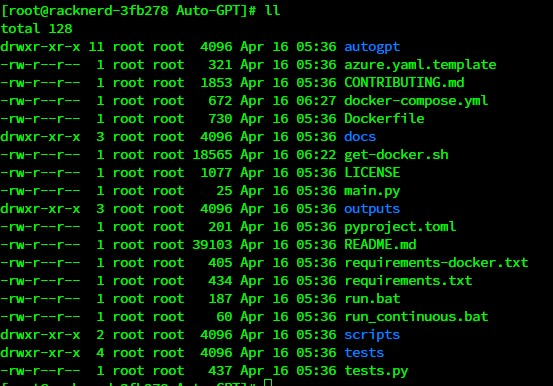 [root@racknerd-3fb278 Auto-GPT]# ll
total 128
drwxr-xr-x 11 root root  4096 Apr 16 05:36 autogpt
-rw-r--r--  1 root root   321 Apr 16 05:36 azure.yaml.template
-rw-r--r--  1 root root  1853 Apr 16 05:36 CONTRIBUTING.md
-rw-r--r--  1 root root   672 Apr 16 06:27 docker-compose.yml
-rw-r--r--  1 root root   730 Apr 16 05:36 Dockerfile
drwxr-xr-x  3 root root  4096 Apr 16 05:36 docs
-rw-r--r--  1 root root 18565 Apr 16 06:22 get-docker.sh
-rw-r--r--  1 root root  1077 Apr 16 05:36 LICENSE
-rw-r--r--  1 root root    25 Apr 16 05:36 main.py
drwxr-xr-x  3 root root  4096 Apr 16 05:36 outputs
-rw-r--r--  1 root root   201 Apr 16 05:36 pyproject.toml
-rw-r--r--  1 root root 39103 Apr 16 05:36 README.md
-rw-r--r--  1 root root   405 Apr 16 05:36 requirements-docker.txt
-rw-r--r--  1 root root   434 Apr 16 05:36 requirements.txt
-rw-r--r--  1 root root   187 Apr 16 05:36 run.bat
-rw-r--r--  1 root root    60 Apr 16 05:36 run_continuous.bat
drwxr-xr-x  2 root root  4096 Apr 16 05:36 scripts
drwxr-xr-x  4 root root  4096 Apr 16 05:36 tests
-rw-r--r--  1 root root   437 Apr 16 05:36 tests.py
[root@racknerd-3fb278 Auto-GPT]#